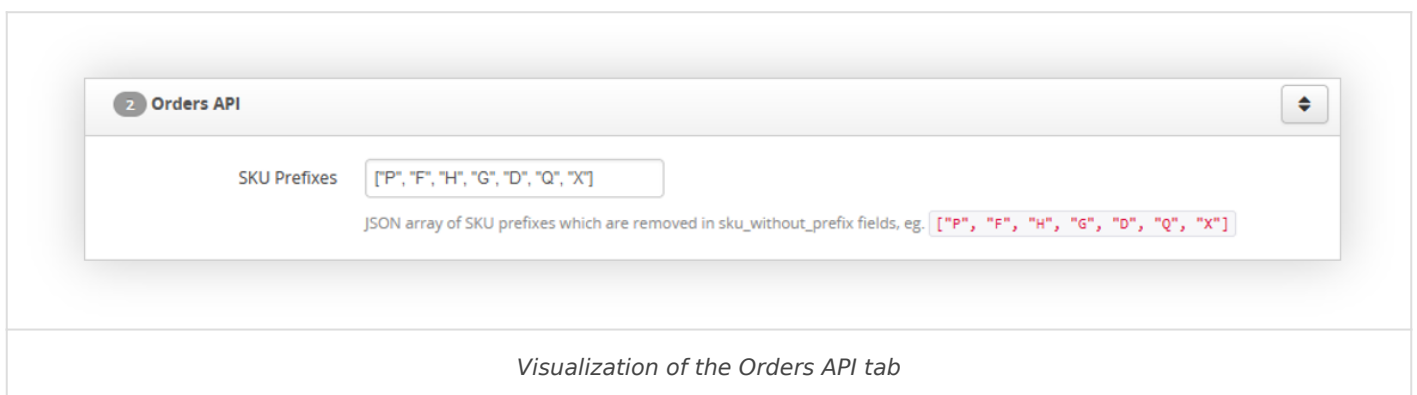 2 Orders API
SKU Prefixes ["P", "F", "H", "G", "D", "Q", "X"]
JSON array of SKU prefixes which are removed in sku_without_prefix fields, eg. ["P", "F", "H", "G", "D", "Q", "X"]
Visualization of the Orders API tab